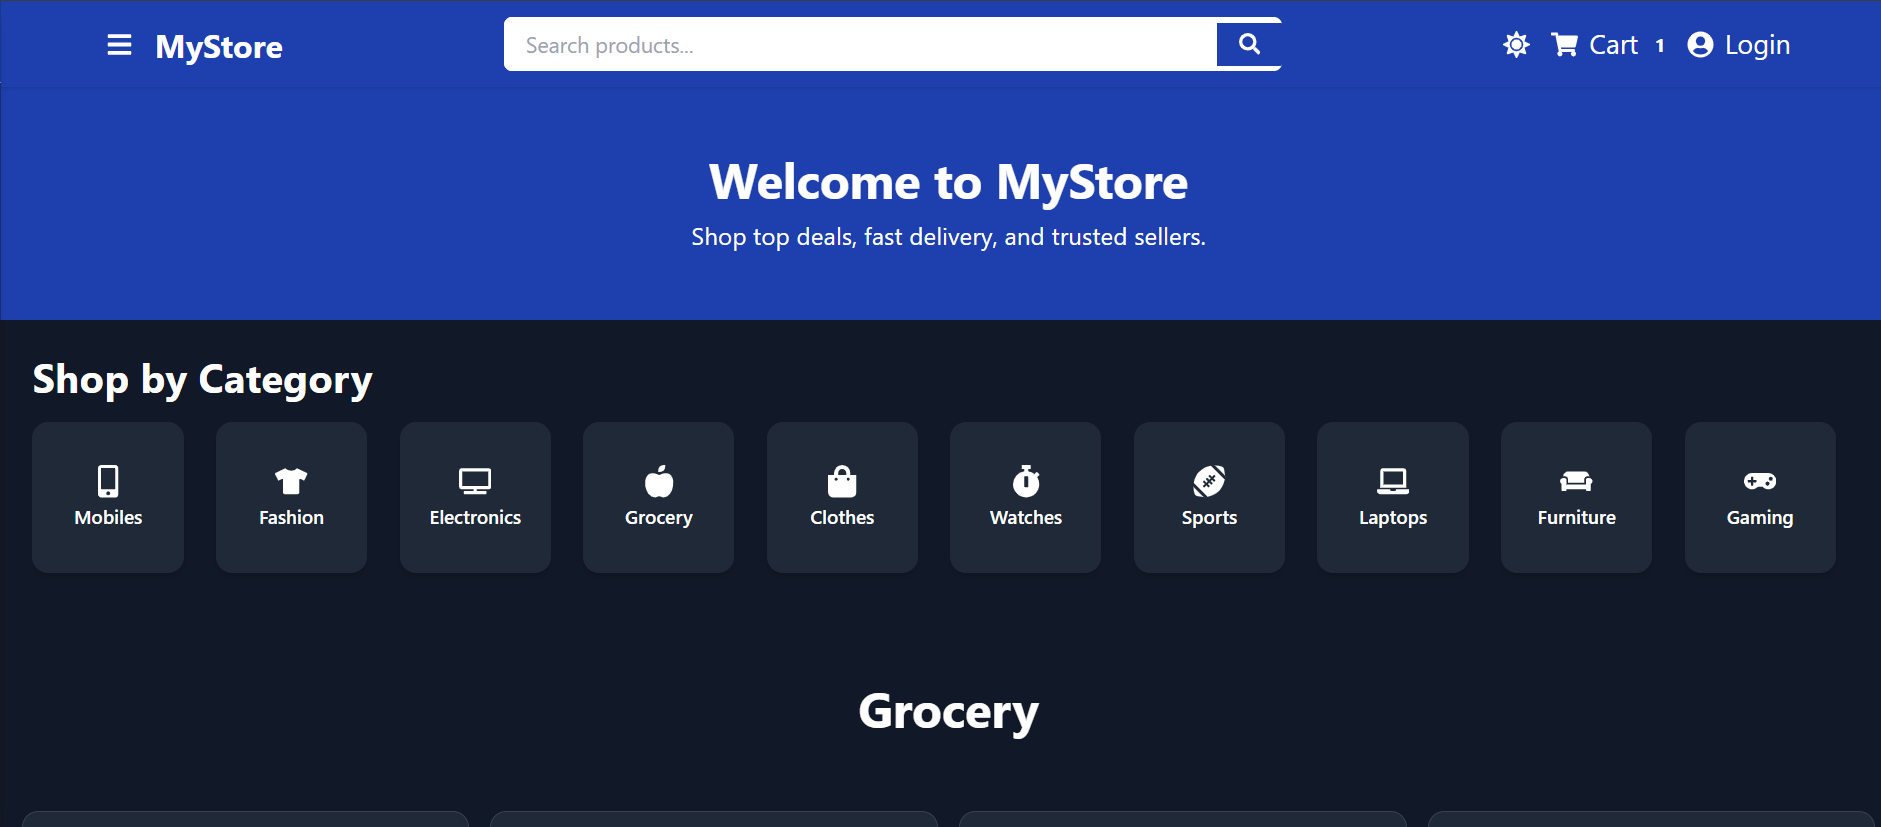 MyStore
Search products...
Cart 1
Login
Welcome to MyStore
Shop top deals, fast delivery, and trusted sellers.
Shop by Category
Mobiles
Fashion
Electronics
Grocery
Clothes
Watches
Sports
Laptops
Furniture
Gaming
Grocery